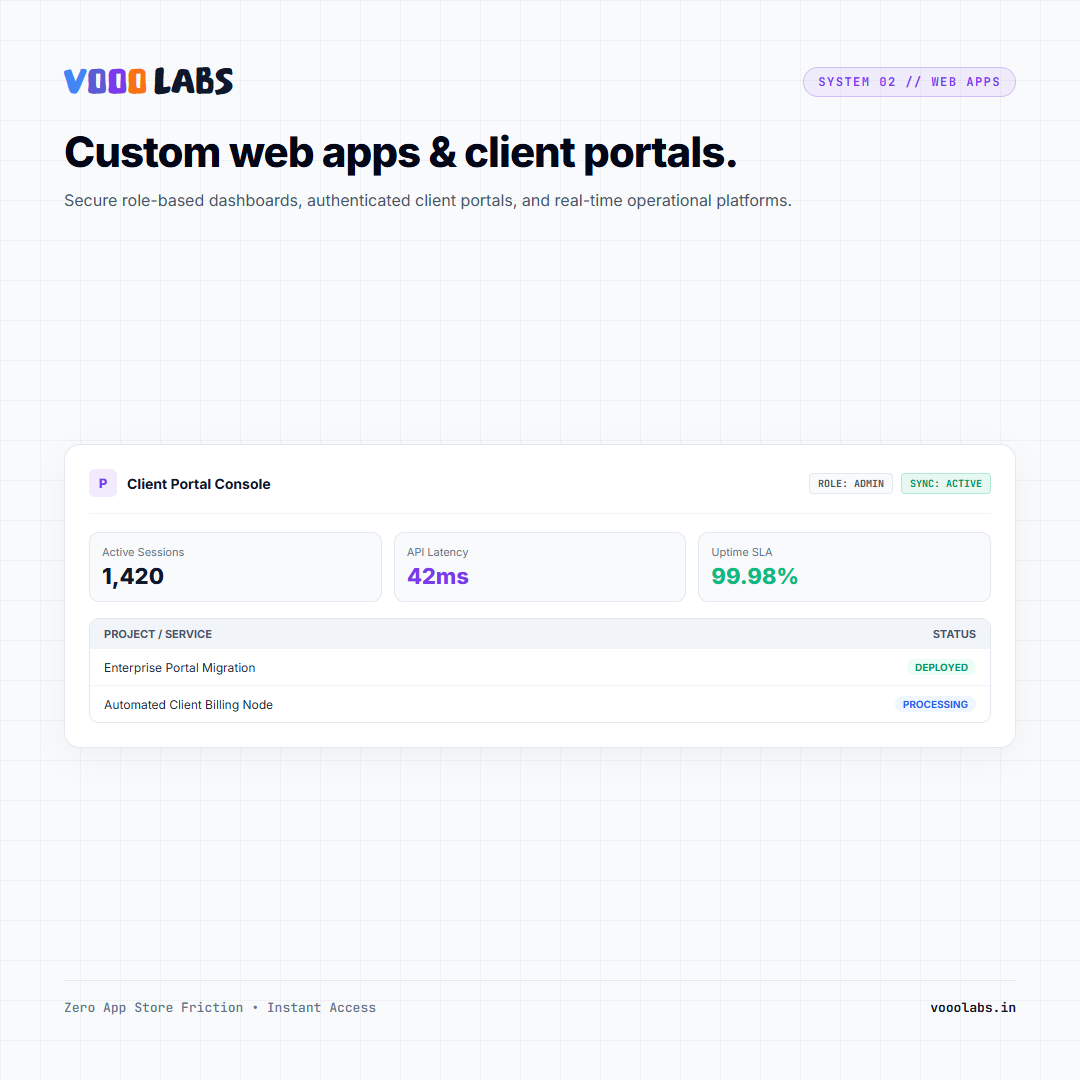 VOOO LABS
SYSTEM 02 // WEB APPS
Custom web apps & client portals.
Secure role-based dashboards, authenticated client portals, and real-time operational platforms.
P
Client Portal Console
ROLE: ADMIN
SYNC: ACTIVE
Active Sessions
1,420
API Latency
42ms
Uptime SLA
99.98%
PROJECT / SERVICE
STATUS
Enterprise Portal Migration
DEPLOYED
Automated Client Billing Node
PROCESSING
Zero App Store Friction • Instant Access
vooolabs.in